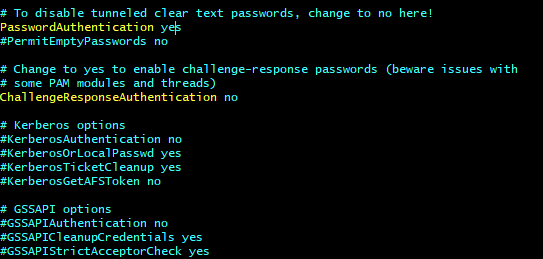 # To disable tunneled clear text passwords, change to no here!
PasswordAuthentication yes
#PermitEmptyPasswords no
# Change to yes to enable challenge-response passwords (beware issues with
# some PAM modules and threads)
ChallengeResponseAuthentication no
# Kerberos options
#KerberosAuthentication no
#KerberosOrLocalPasswd yes
#KerberosTicketCleanup yes
#KerberosGetAFSToken no
# GSSAPI options
#GSSAPIAuthentication no
#GSSAPICleanupCredentials yes
#GSSAPIStrictAcceptorCheck yes